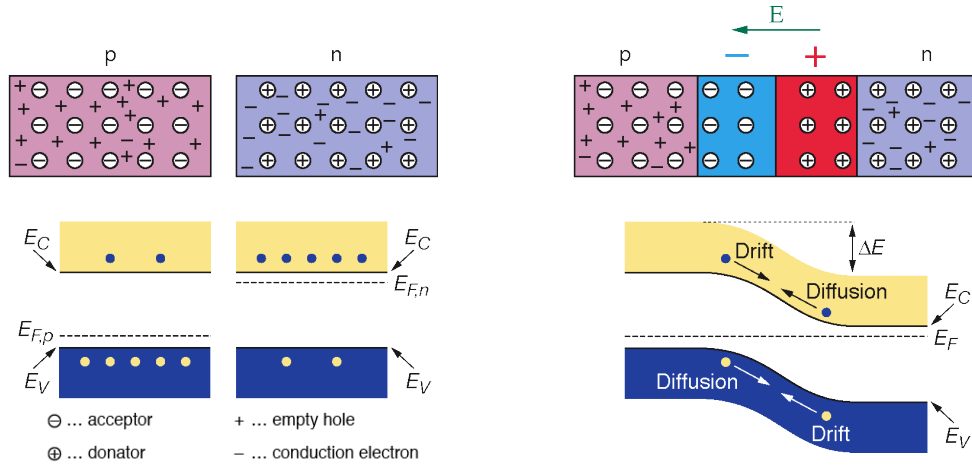 E
p n p − + n
E_C
E_C
E_F,n
E_F,p
E_V
E_V
⊖ ... acceptor
+ ... empty hole
⊕ ... donator
− ... conduction electron
Drift
ΔE
Diffusion
E_C
E_F
Diffusion
Drift
E_V